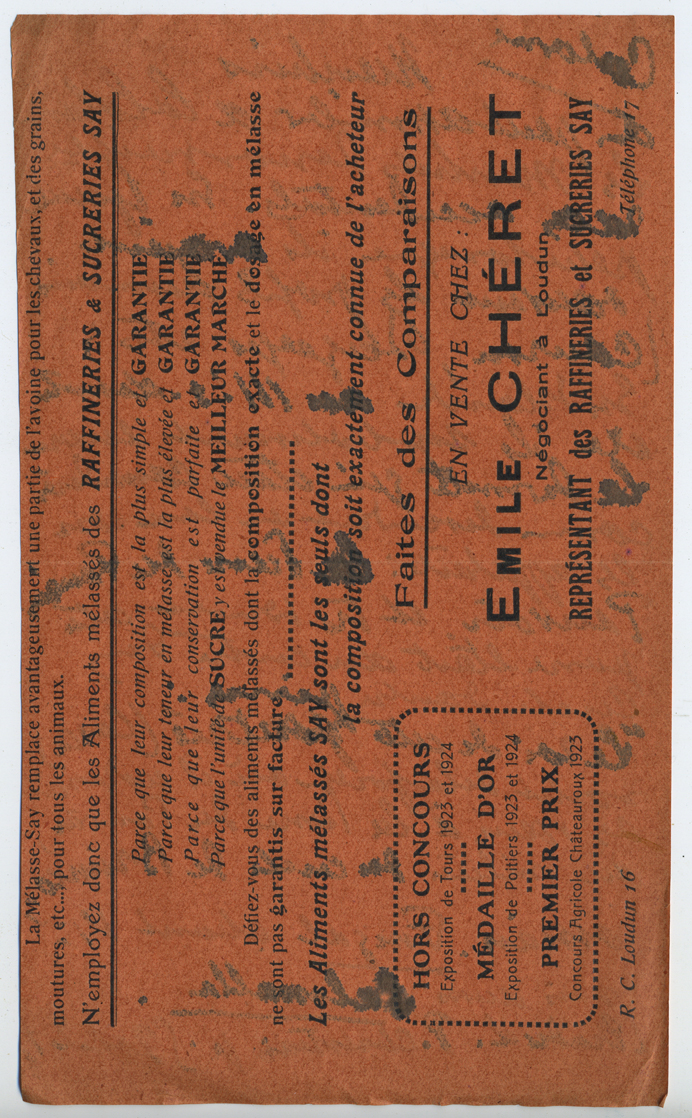 La Mélasse-Say remplace avantageusement une partie de l'avoine pour les chevaux, et des grains,
moutures, etc..., pour tous les animaux.
N'employez donc que les Aliments mélassés des RAFFINERIES & SUCRERIES SAY
Parce que leur composition est la plus simple et GARANTIE
Parce que leur teneur en mélasse est la plus élevée et GARANTIE
Parce que leur conservation est parfaite et GARANTIE
Parce que l'unité de SUCRE y est vendue le MEILLEUR MARCHÉ
Défiez-vous des aliments mélassés dont la composition exacte et le dosage en mélasse
ne sont pas garantis sur facture
Les Aliments mélassés SAY sont les seuls dont
la composition soit exactement connue de l'acheteur
HORS CONCOURS
Exposition de Tours 1923 et 1924
MÉDAILLE D'OR
Exposition de Poitiers 1923 et 1924
PREMIER PRIX
Concours Agricole Châteauroux 1923
Faites des Comparaisons
EN VENTE CHEZ :
EMILE CHÉRET
Négociant à Loudun
REPRÉSENTANT des RAFFINERIES et SUCRERIES SAY
R. C. Loudun 16
Téléphone 17